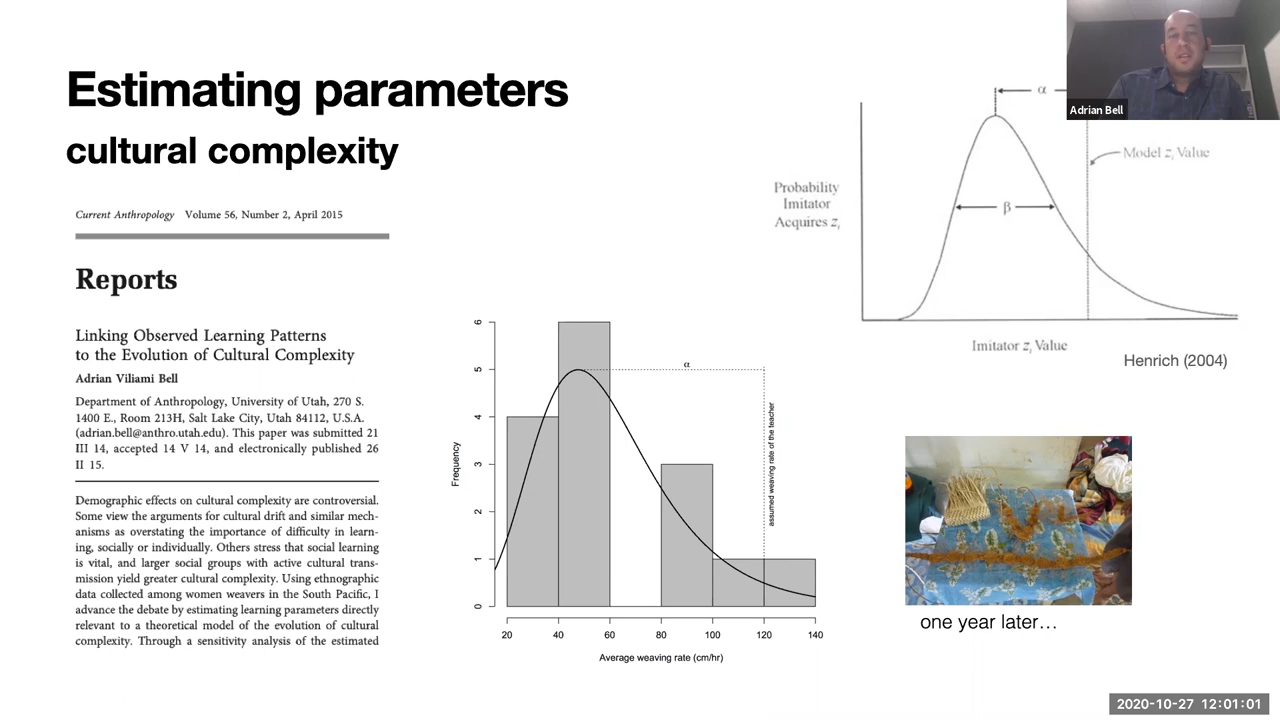 Estimating parameters
cultural complexity
Current Anthropology Volume 56, Number 2, April 2015
Reports
Linking Observed Learning Patterns
to the Evolution of Cultural Complexity
Adrian Viliami Bell
Department of Anthropology, University of Utah, 270 S.
1400 E., Room 213H, Salt Lake City, Utah 84112, U.S.A.
(adrian.bell@anthro.utah.edu). This paper was submitted 21
III 14, accepted 14 V 14, and electronically published 26
II 15.
Demographic effects on cultural complexity are controversial.
Some view the arguments for cultural drift and similar mech-
anisms as overstating the importance of difficulty in learn-
ing, socially or individually. Others stress that social learning
is vital, and larger social groups with active cultural trans-
mission yield greater cultural complexity. Using ethnographic
data collected among women weavers in the South Pacific, I
advance the debate by estimating learning parameters directly
relevant to a theoretical model of the evolution of cultural
complexity. Through a sensitivity analysis of the estimated
Frequency
0
1
2
3
4
5
6
α
assumed weaving rate of the teacher
20 40 60 80 100 120 140
Average weaving rate (cm/hr)
α
Adrian Bell
Model zᵢ Value
Probability
Imitator
Acquires zᵢ
β
Imitator zᵢ Value
Henrich (2004)
one year later…
2020-10-27 12:01:01